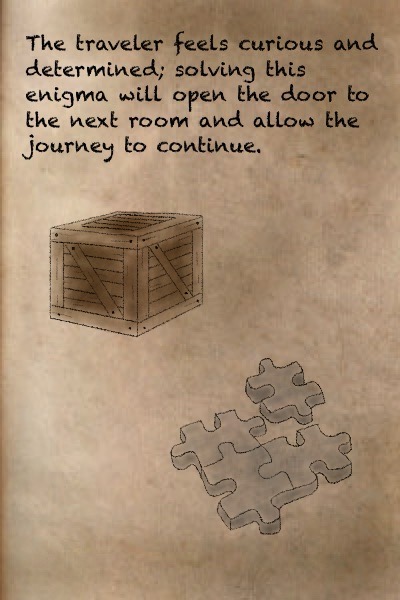 The traveler feels curious and
determined; solving this
enigma will open the door to
the next room and allow the
journey to continue.